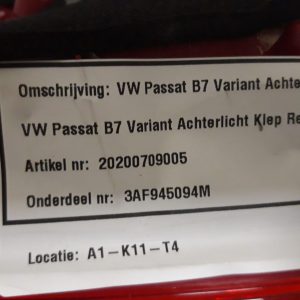 Omschrijving: VW Passat B7 Variant Achte
VW Passat B7 Variant Achterlicht Klep Re
Artikel nr: 20200709005
Onderdeel nr: 3AF945094M
Locatie: A1-K11-T4